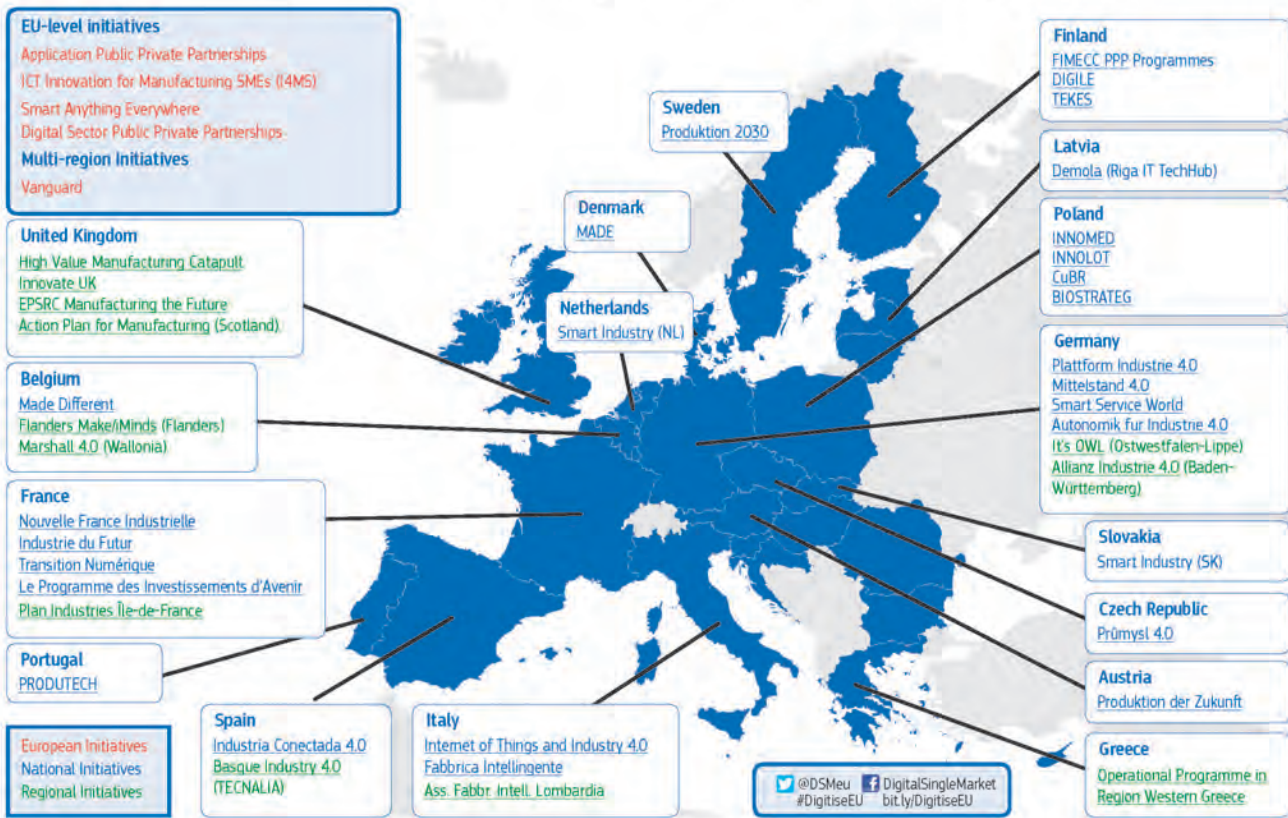 EU-level initiatives
Application Public Private Partnerships
ICT Innovation for Manufacturing SMEs (I4MS)
Smart Anything Everywhere
Digital Sector Public Private Partnerships
Multi-region Initiatives
Vanguard
United Kingdom
High Value Manufacturing Catapult
Innovate UK
EPSRC Manufacturing the Future
Action Plan for Manufacturing (Scotland)
Belgium
Made Different
Flanders Make/iMinds (Flanders)
Marshall 4.0 (Wallonia)
France
Nouvelle France Industrielle
Industrie du Futur
Transition Numérique
Le Programme des Investissements d'Avenir
Plan Industries Île-de-France
Portugal
PRODUTECH
European Initiatives
National Initiatives
Regional Initiatives
Spain
Industria Conectada 4.0
Basque Industry 4.0
(TECNALIA)
Italy
Internet of Things and Industry 4.0
Fabbrica Intellingente
Ass. Fabbr. Intell. Lombardia
Sweden
Produktion 2030
Denmark
MADE
Netherlands
Smart Industry (NL)
Finland
FIMECC PPP Programmes
DIGILE
TEKES
Latvia
Demola (Riga IT TechHub)
Poland
INNOMED
INNOLOT
CuBR
BIOSTRATEG
Germany
Plattform Industrie 4.0
Mittelstand 4.0
Smart Service World
Autonomik fur Industrie 4.0
It's OWL (Ostwestfalen-Lippe)
Allianz Industrie 4.0 (Baden-
Württemberg)
Slovakia
Smart Industry (SK)
Czech Republic
Průmysl 4.0
Austria
Produktion der Zukunft
Greece
Operational Programme in
Region Western Greece
@DSMeu DigitalSingleMarket
#DigitiseEU bit.ly/DigitiseEU